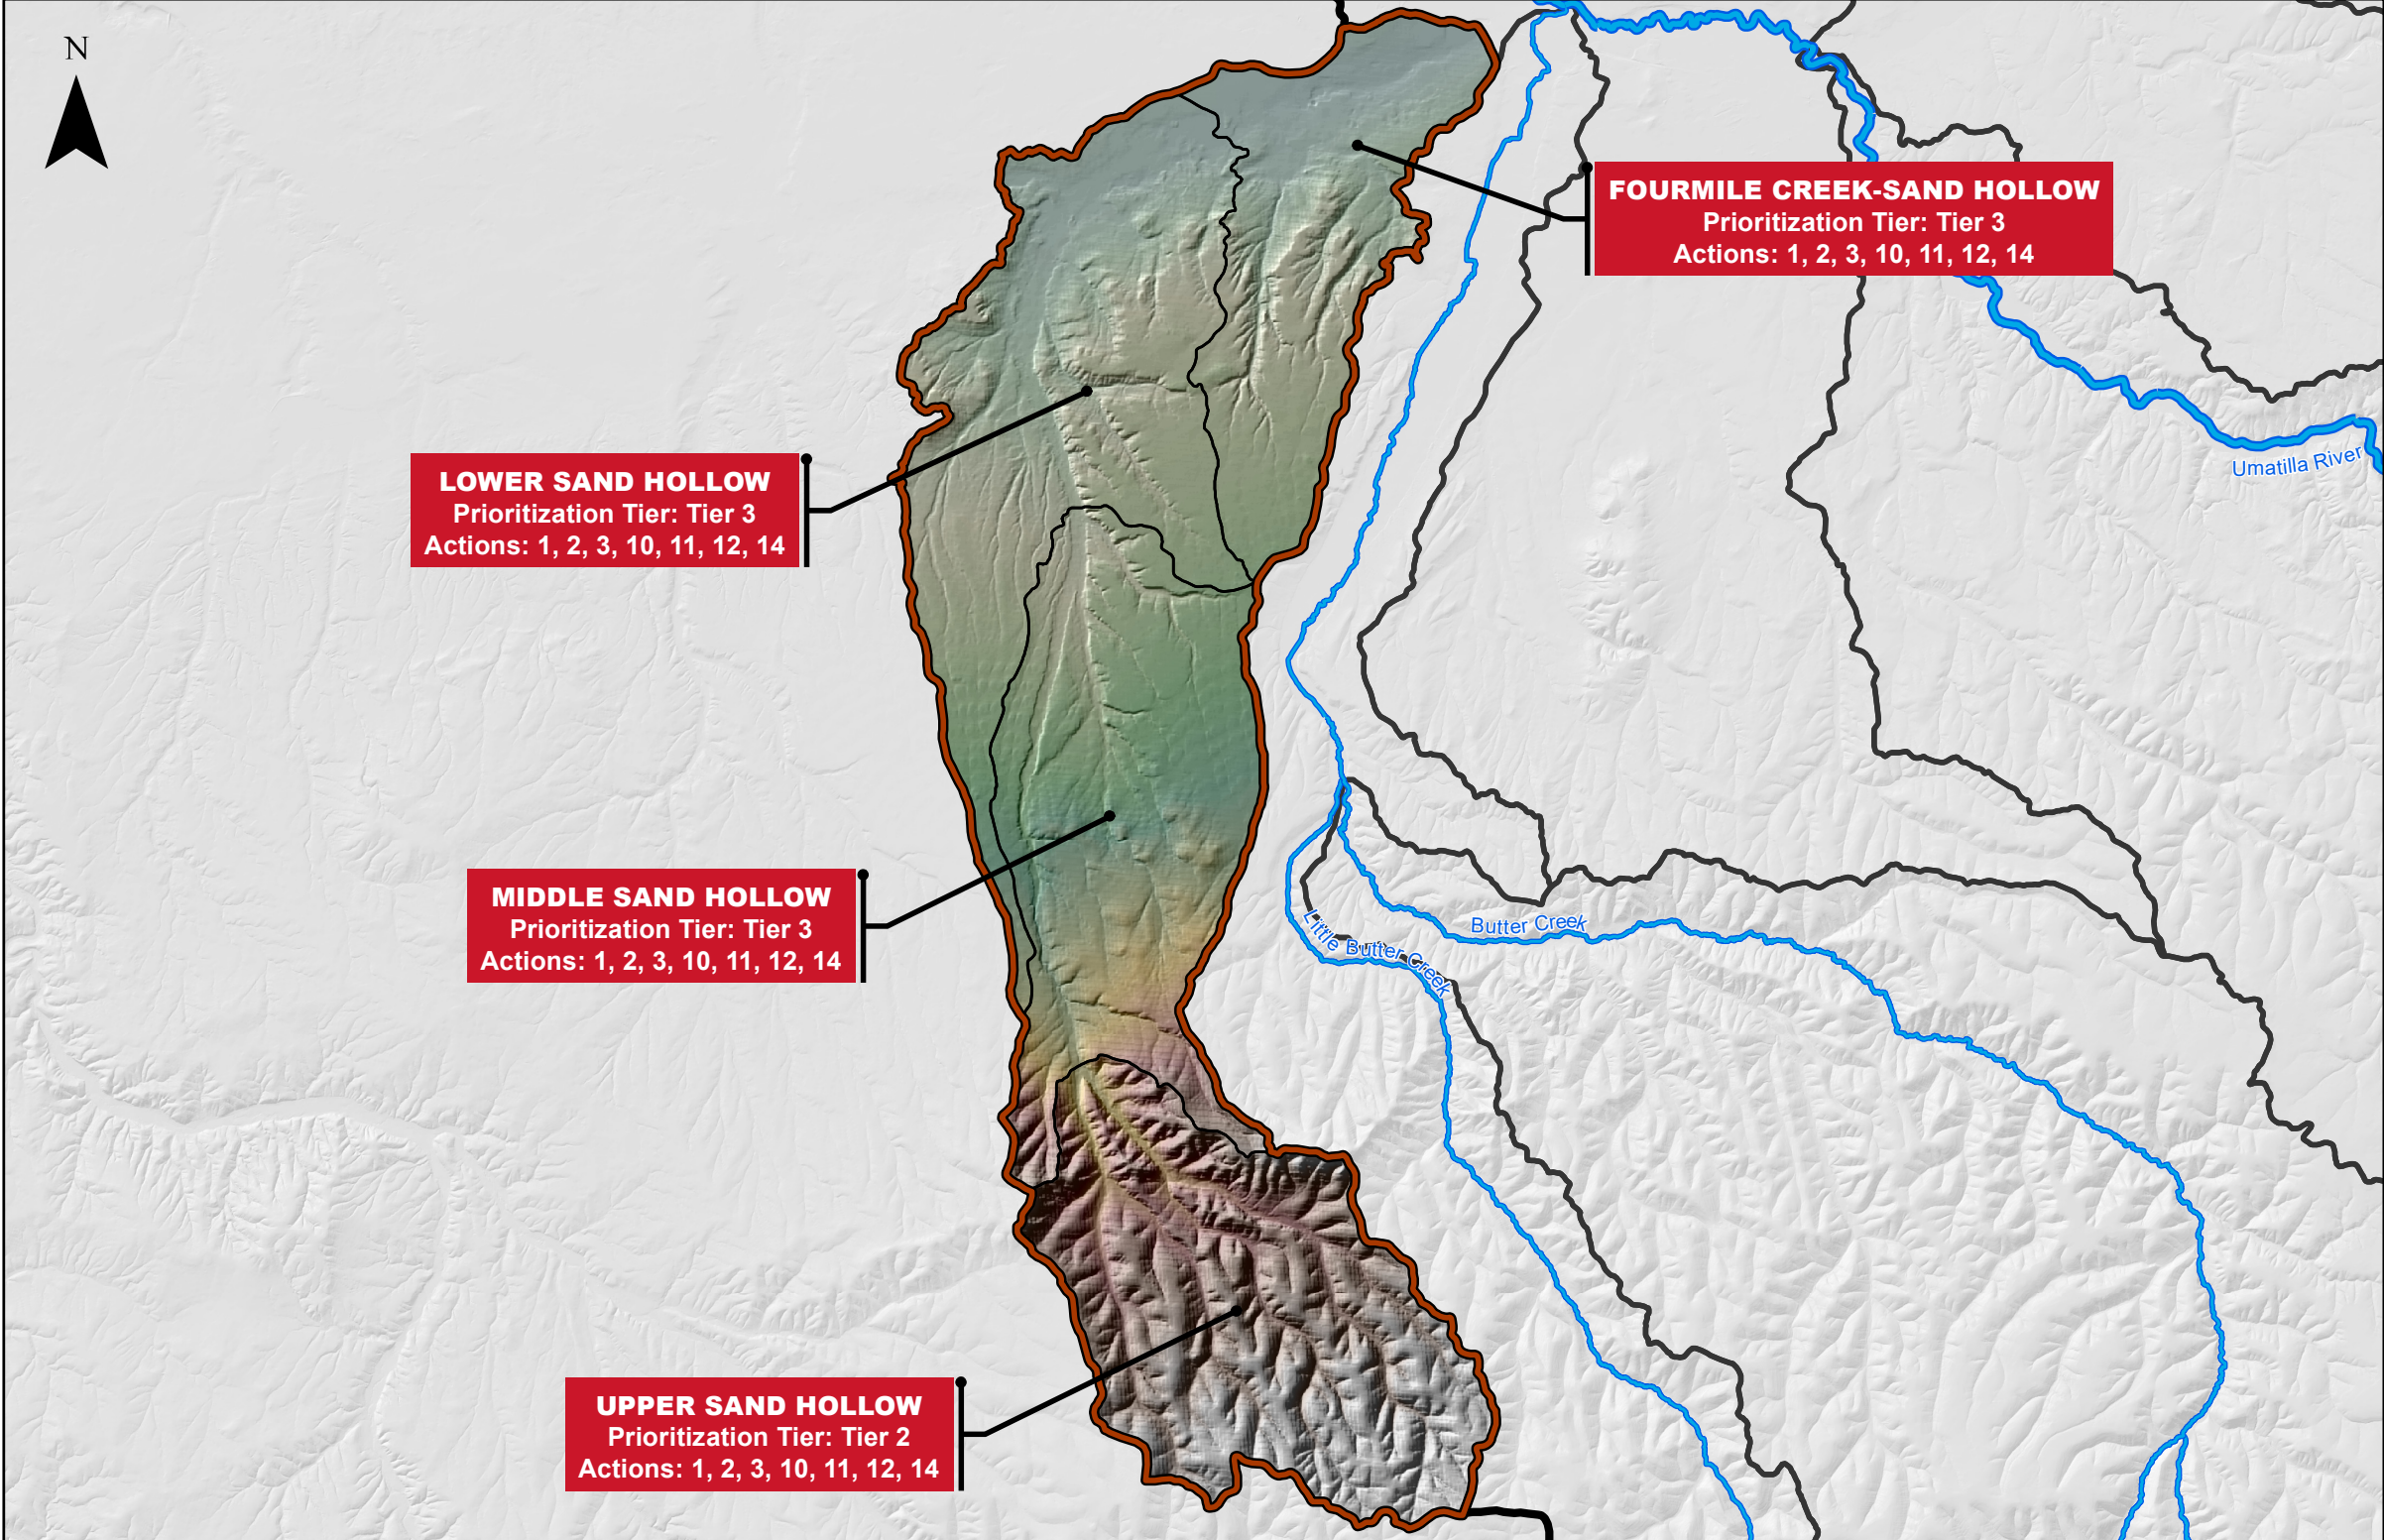 N
FOURMILE CREEK-SAND HOLLOW
Prioritization Tier: Tier 3
Actions: 1, 2, 3, 10, 11, 12, 14
Umatilla River
LOWER SAND HOLLOW
Prioritization Tier: Tier 3
Actions: 1, 2, 3, 10, 11, 12, 14
MIDDLE SAND HOLLOW
Prioritization Tier: Tier 3
Actions: 1, 2, 3, 10, 11, 12, 14
Butter Creek
Little Butter Creek
UPPER SAND HOLLOW
Prioritization Tier: Tier 2
Actions: 1, 2, 3, 10, 11, 12, 14